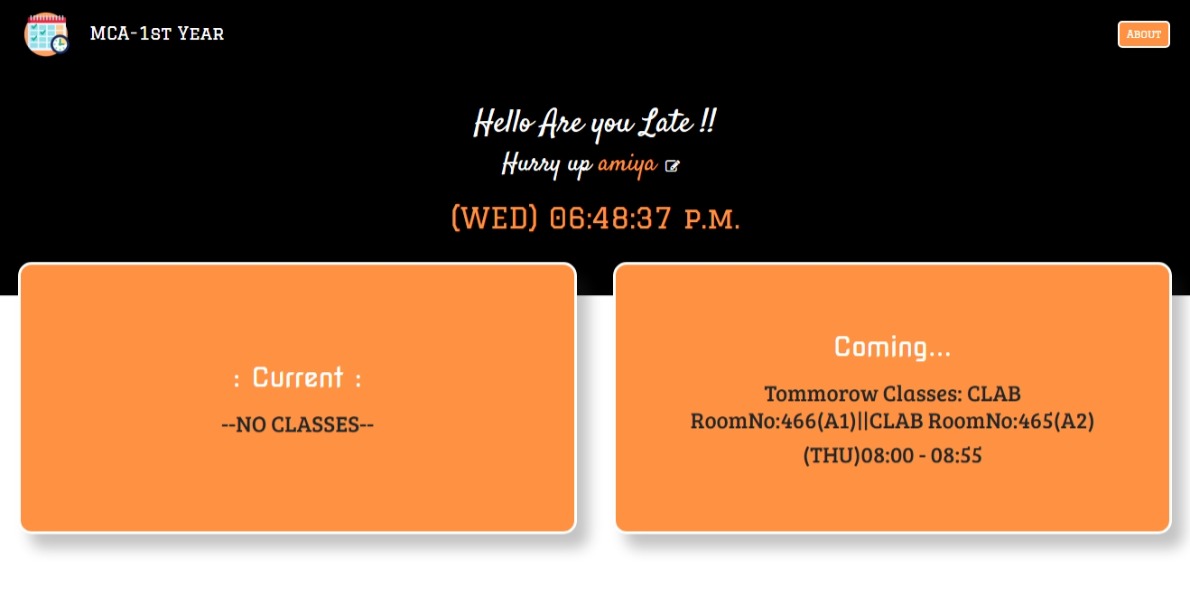 MCA-1st Year
About
Hello Are you Late !!
Hurry up amiya
(WED) 06:48:37 P.M.
: Current :
--NO CLASSES--
Coming...
Tommorow Classes: CLAB
RoomNo:466(A1)||CLAB RoomNo:465(A2)
(THU)08:00 - 08:55